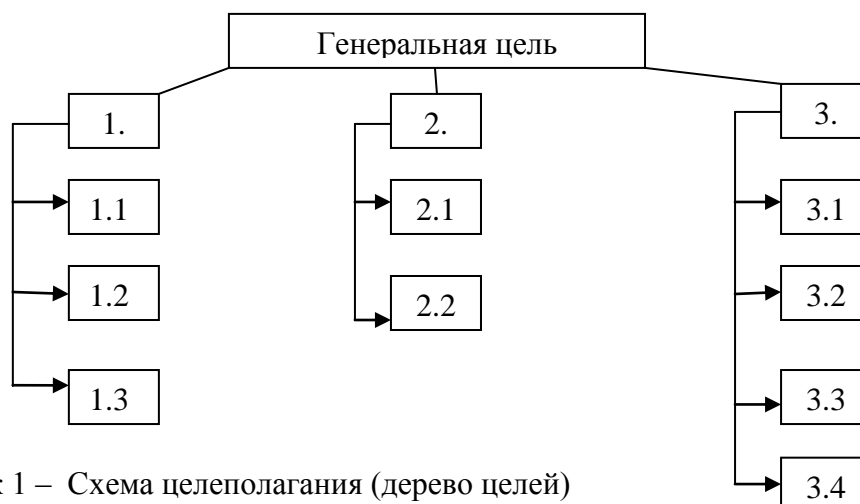 Генеральная цель
1. 2. 3.
1.1 2.1 3.1
1.2 2.2 3.2
1.3 3.3
1 – Схема целеполагания (дерево целей)
3.4